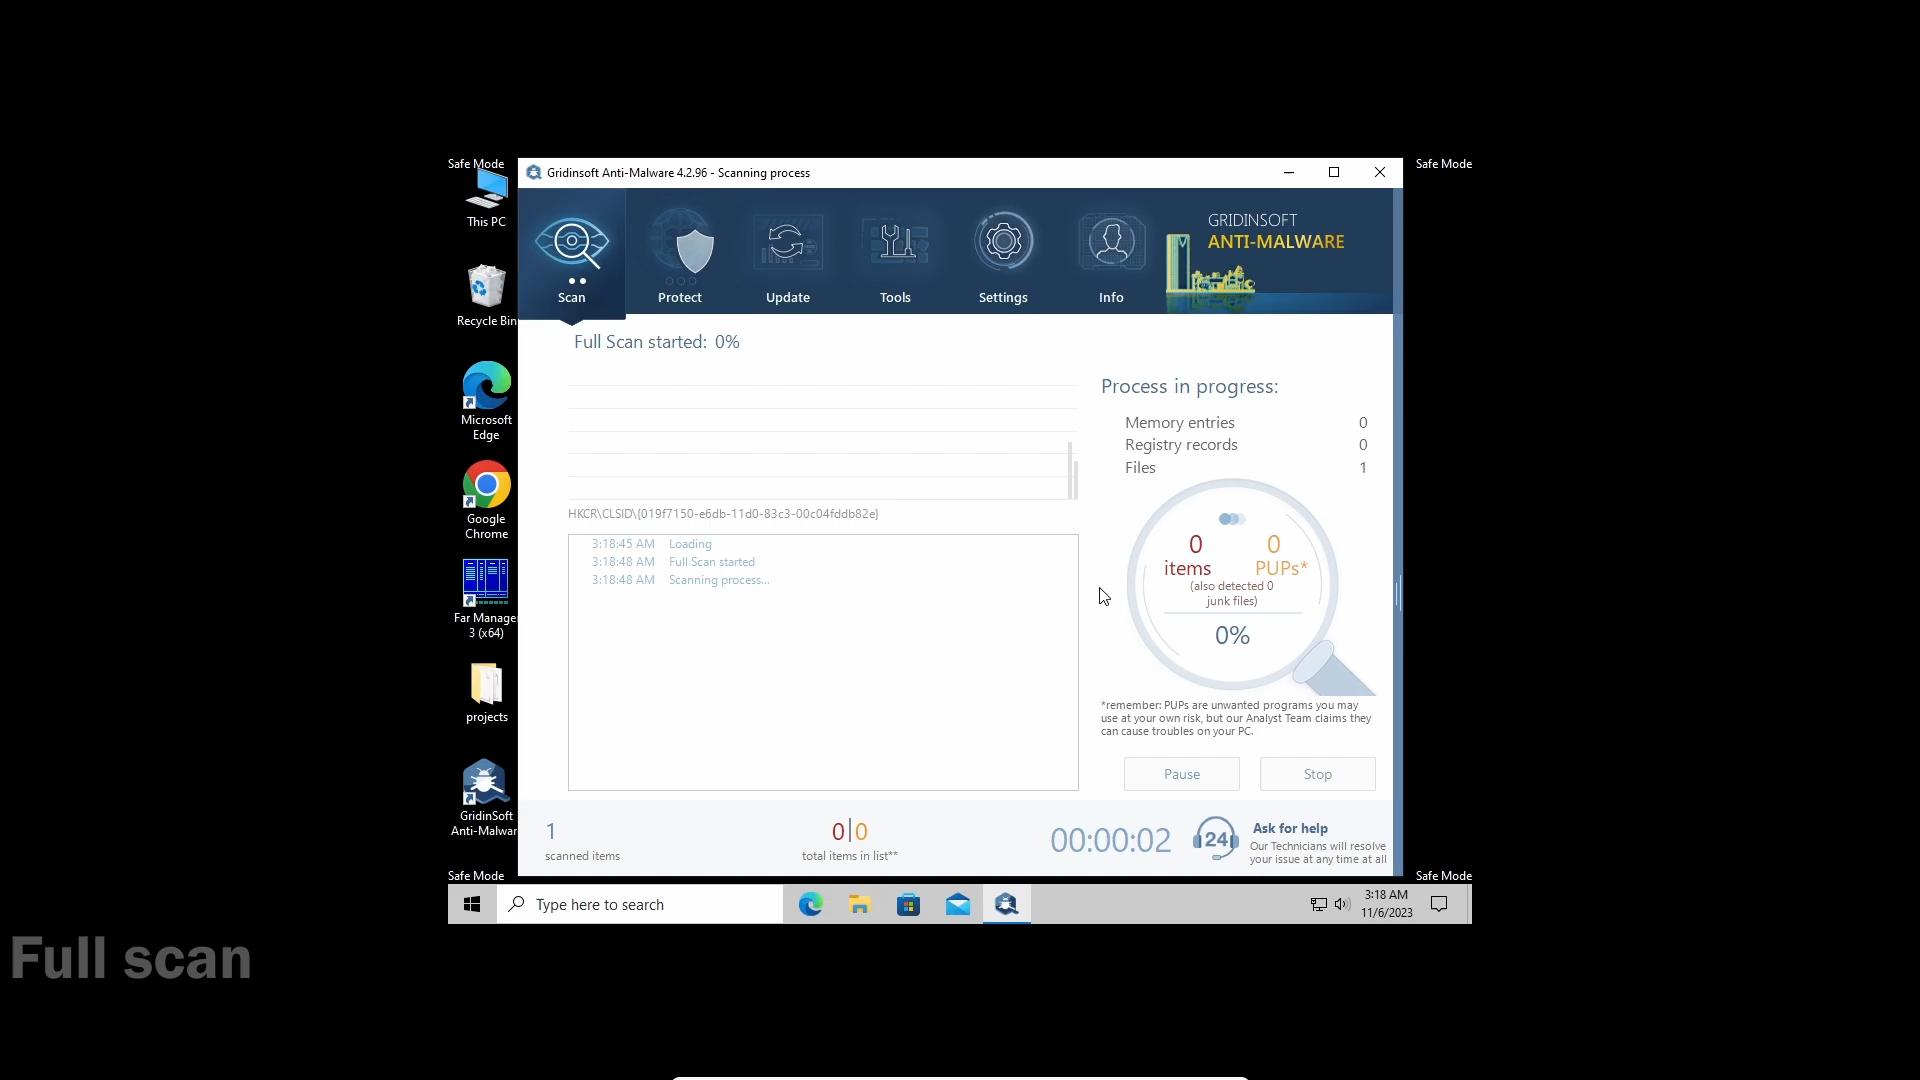 Safe Mode
Safe Mode
Gridinsoft Anti-Malware 4.2.96 - Scanning process
This PC
Recycle Bin
Microsoft
Edge
Google
Chrome
Far Manage
3 (x64)
projects
GridinSoft
Anti-Malwar
Scan
Protect
Update
Tools
Settings
Info
GRIDINSOFT
ANTI-MALWARE
Full Scan started: 0%
HKCR\CLSID\{019f7150-e6db-11d0-83c3-00c04fddb82e}
3:18:45 AM Loading
3:18:48 AM Full Scan started
3:18:48 AM Scanning process...
Process in progress:
Memory entries 0
Registry records 0
Files 1
0 0
items PUPs*
(also detected 0
junk files)
0%
*remember: PUPs are unwanted programs you may
use at your own risk, but our Analyst Team claims they
can cause troubles on your PC.
Pause
Stop
1
scanned items
0|0
total items in list**
00:00:02
24
Ask for help
Our Technicians will resolve
your issue at any time at all
Safe Mode
Safe Mode
Type here to search
3:18 AM
11/6/2023
Full scan